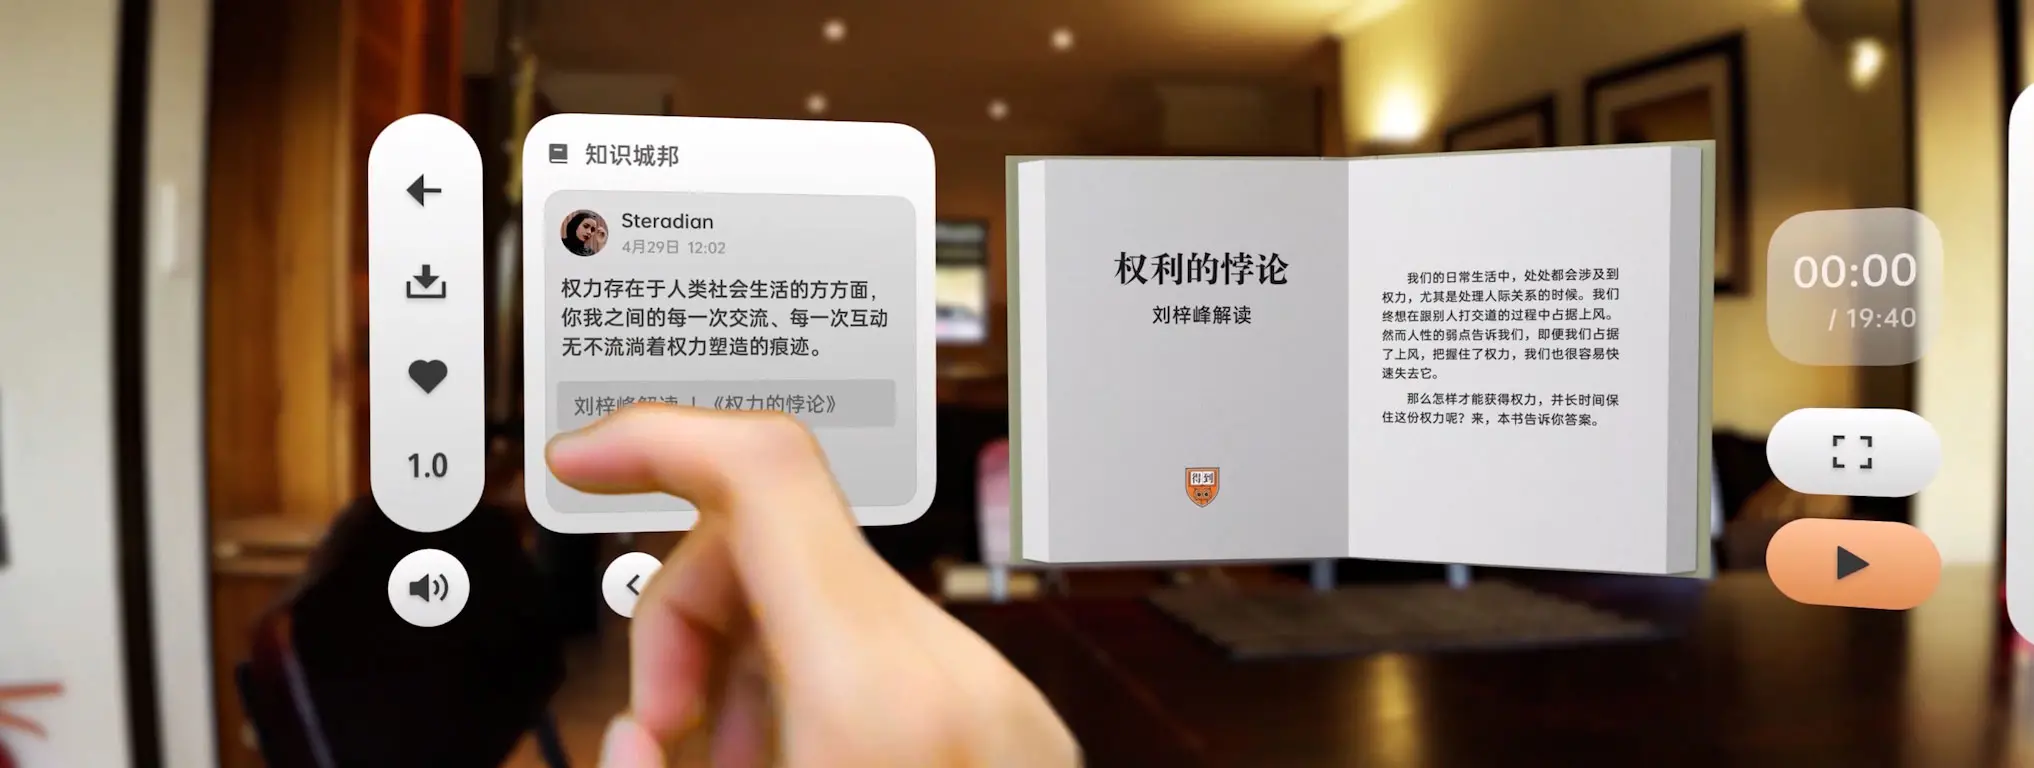 知识城邦
Steradian
4月29日 12:02
权力存在于人类社会生活的方方面，
你我之间的每一次交流、每一次互动
无不流淌着权力塑造的痕迹。
刘梓峰解读 | 《权力的悖论》
1.0
权利的悖论
刘梓峰解读
得到
我们的日常生活中，处处都会涉及到
权力，尤其是处理人际关系的时候。我们
终想在跟别人打交道的过程中占据上风。
然而人性的弱点告诉我们，即便我们占据
了上风，把握住了权力，我们也很容易快
速失去它。
那么怎样才能获得权力，并长时间保
住这份权力呢？来，本书告诉你答案。
00:00
/ 19:40